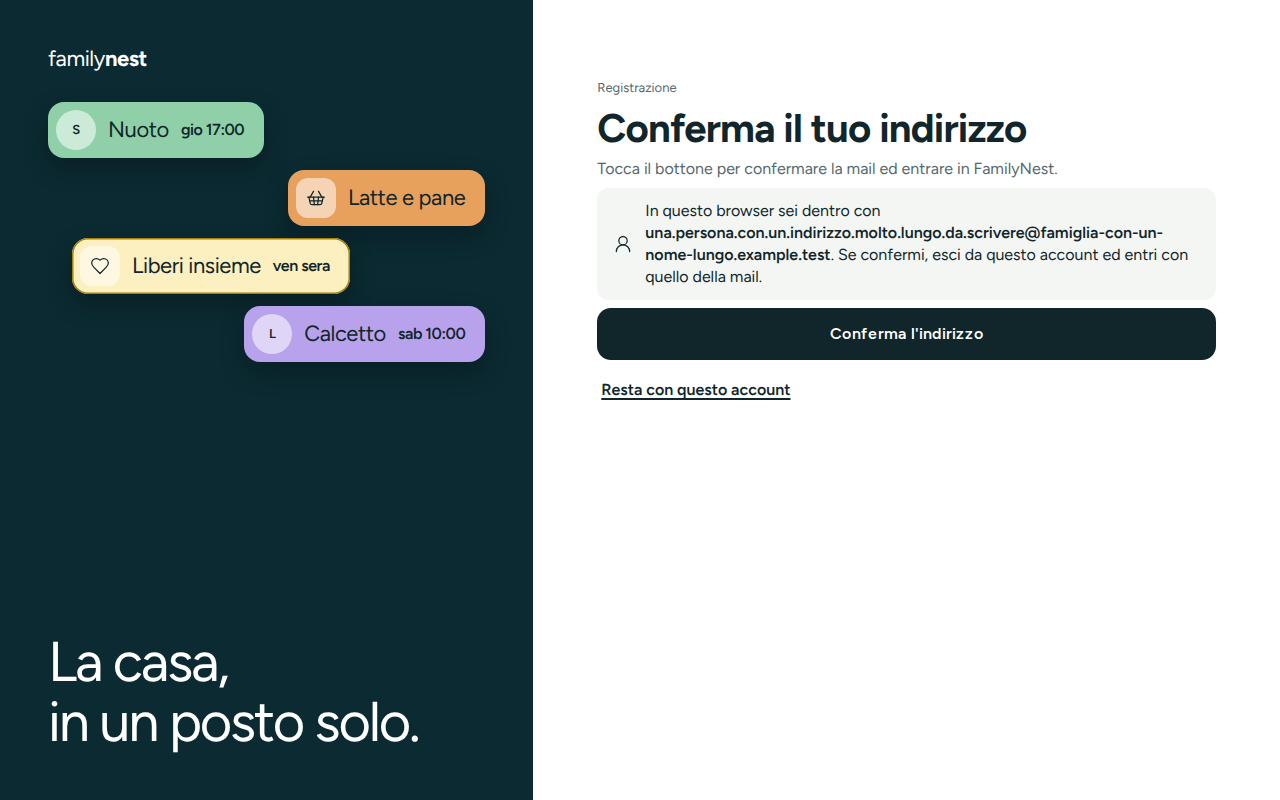 familynest
S Nuoto gio 17:00
Latte e pane
Liberi insieme ven sera
L Calcetto sab 10:00
La casa,
in un posto solo.
Registrazione
Conferma il tuo indirizzo
Tocca il bottone per confermare la mail ed entrare in FamilyNest.
In questo browser sei dentro con
una.persona.con.un.indirizzo.molto.lungo.da.scrivere@famiglia-con-un-
nome-lungo.example.test. Se confermi, esci da questo account ed entri con
quello della mail.
Conferma l'indirizzo
Resta con questo account